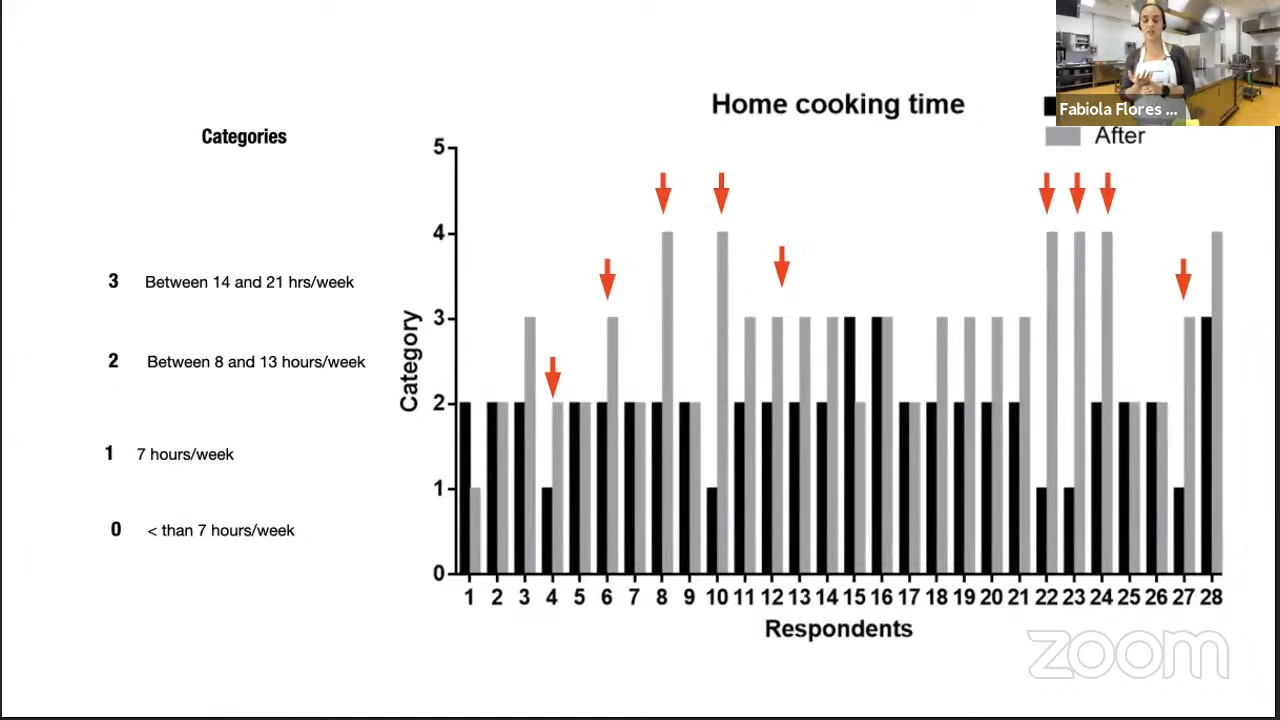 Home cooking time
Fabiola Flores ...
After
Categories
3 Between 14 and 21 hrs/week
2 Between 8 and 13 hours/week
1 7 hours/week
0 < than 7 hours/week
Category
5
4
3
2
1
0
1 2 3 4 5 6 7 8 9 10 11 12 13 14 15 16 17 18 19 20 21 22 23 24 25 26 27 28
Respondents
zoom